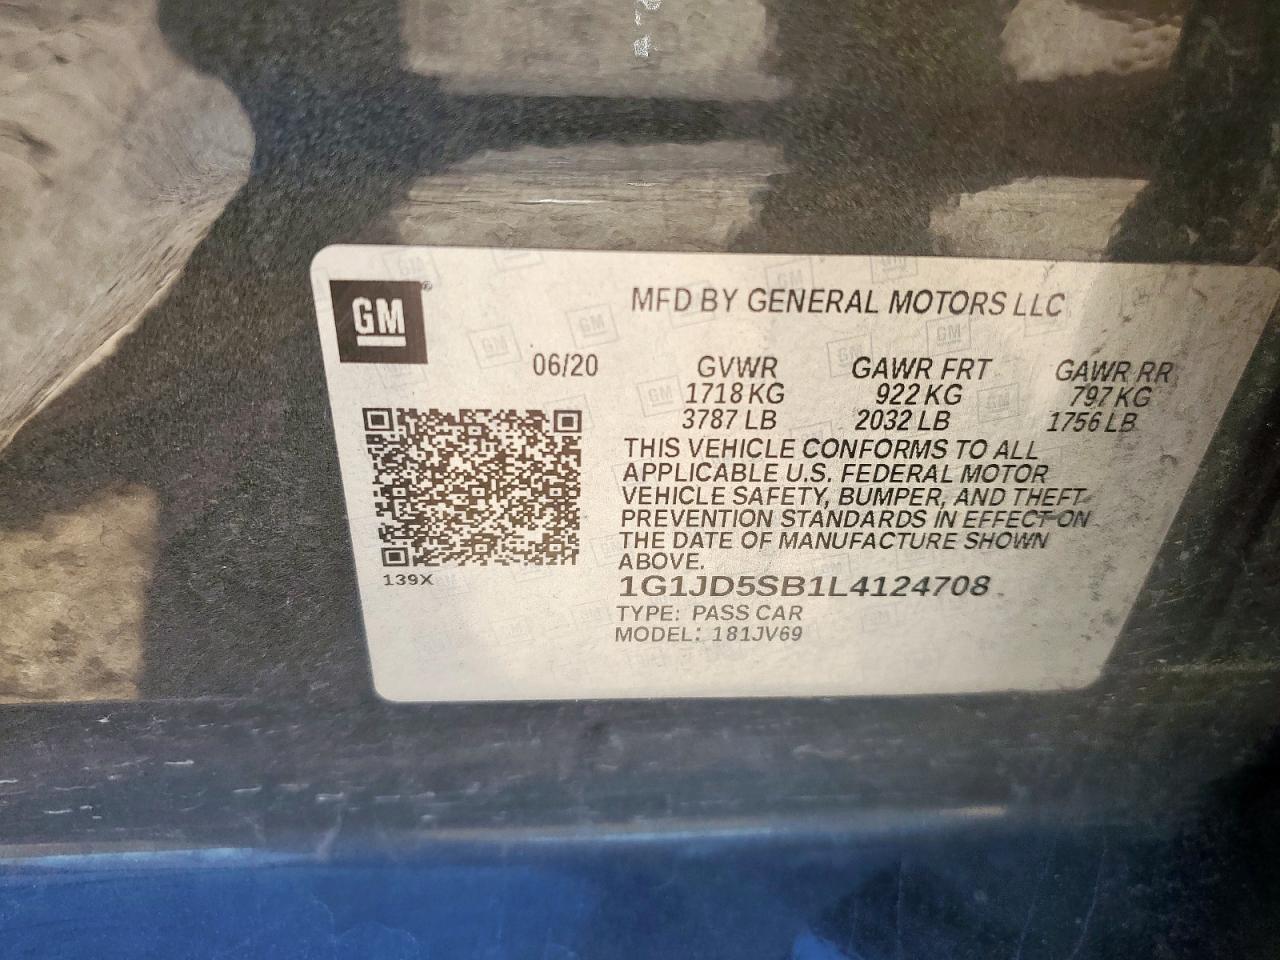 GM
MFD BY GENERAL MOTORS LLC
06/20 GVWR GAWR FRT GAWR RR
1718 KG 922 KG 797 KG
3787 LB 2032 LB 1756 LB
THIS VEHICLE CONFORMS TO ALL
APPLICABLE U.S. FEDERAL MOTOR
VEHICLE SAFETY, BUMPER, AND THEFT
PREVENTION STANDARDS IN EFFECT ON
THE DATE OF MANUFACTURE SHOWN
ABOVE.
139X
1G1JD5SB1L4124708
TYPE: PASS CAR
MODEL: 181JV69